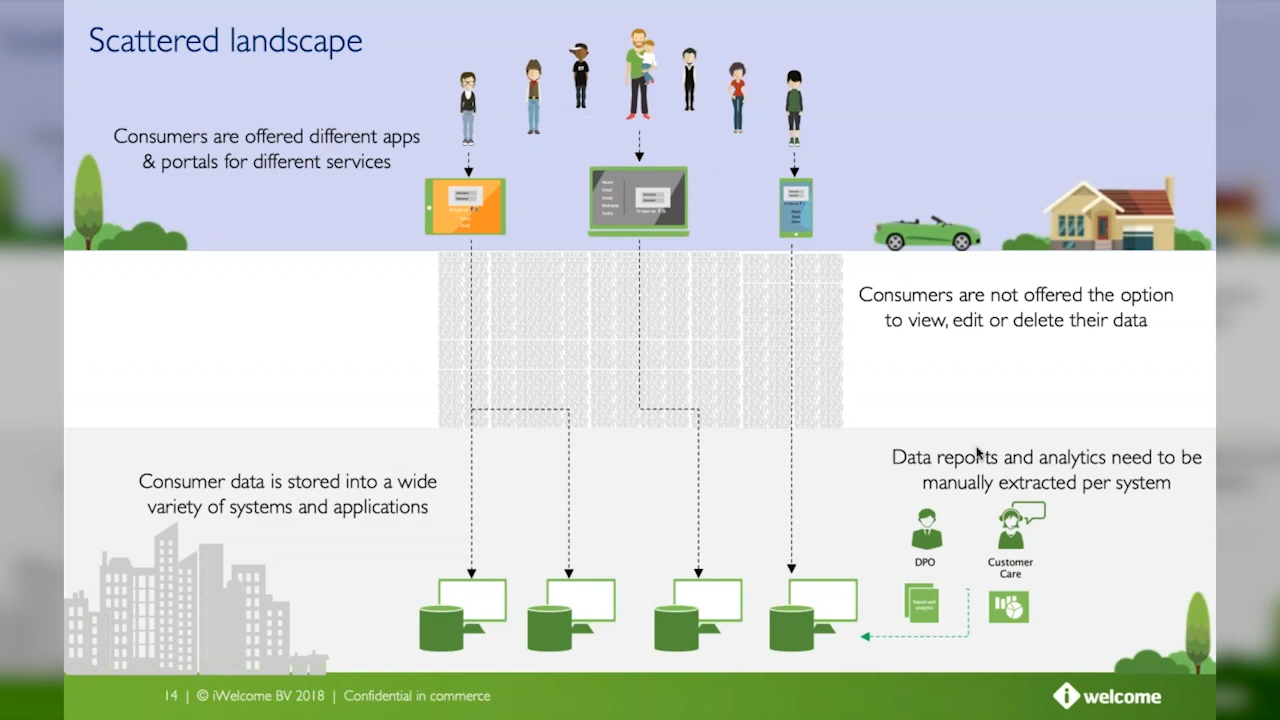 Scattered landscape
Consumers are offered different apps
& portals for different services
Consumers are not offered the option
to view, edit or delete their data
Consumer data is stored into a wide
variety of systems and applications
Data reports and analytics need to be
manually extracted per system
DPO
Customer
Care
Report and
analytics
14 | © iWelcome BV 2018 | Confidential in commerce
i welcome